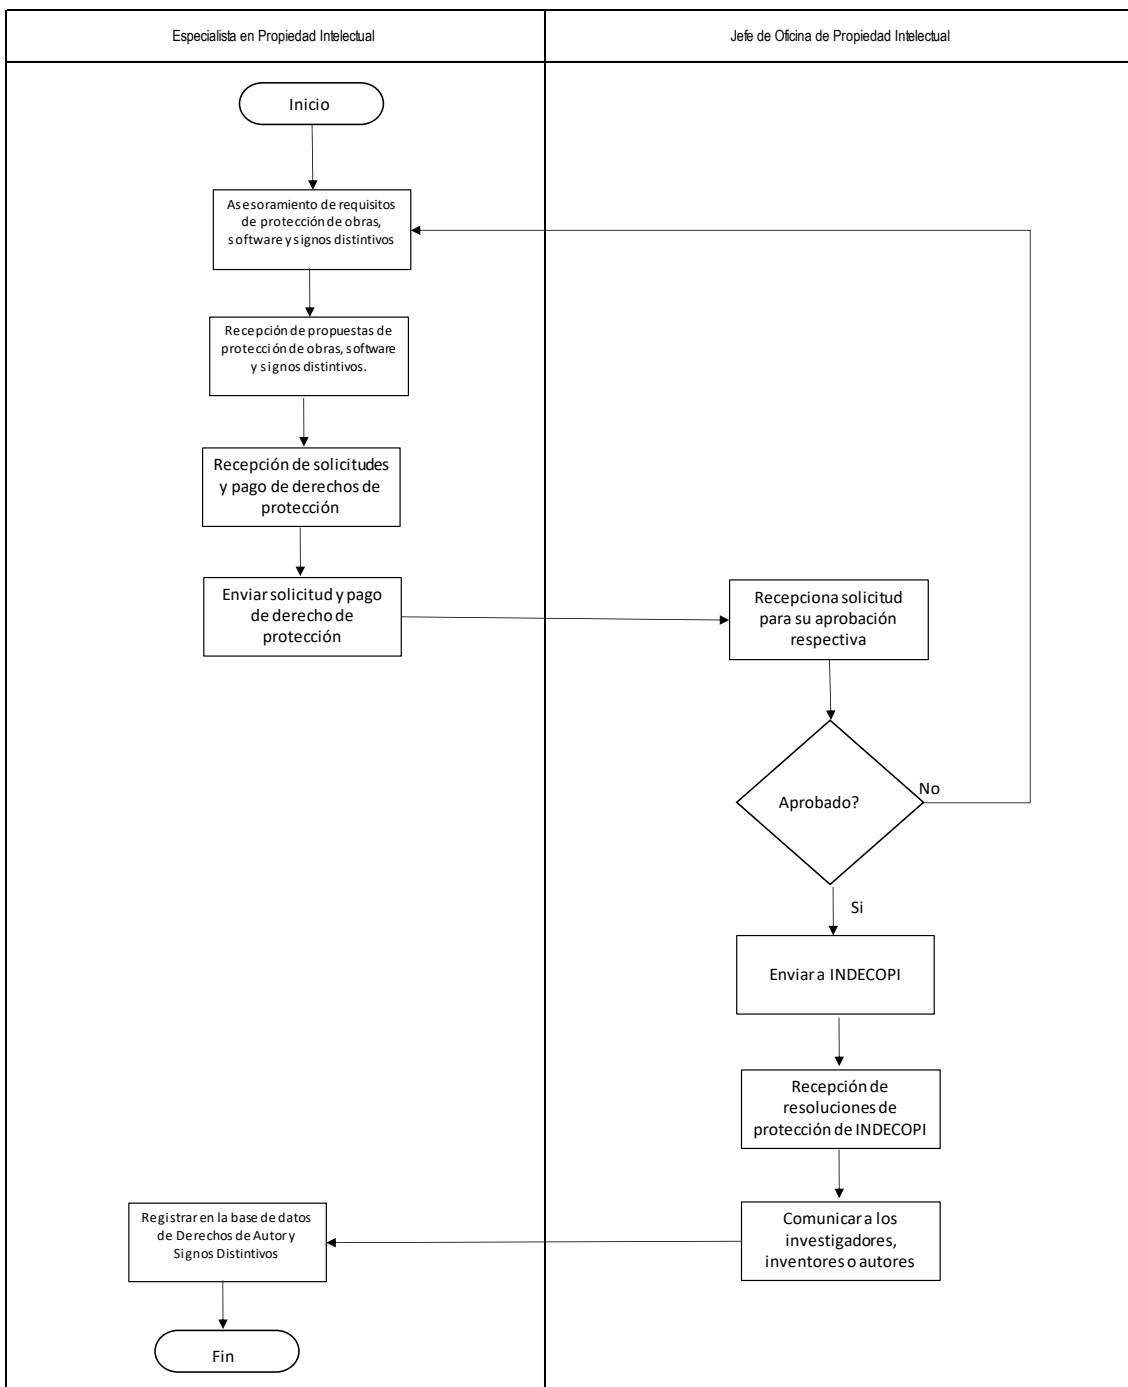 Especialista en Propiedad Intelectual
Jefe de Oficina de Propiedad Intelectual
Inicio
Asesoramiento de requisitos
de protección de obras,
software y signos distintivos
Recepción de propuestas de
protección de obras, software
y signos distintivos.
Recepción de solicitudes
y pago de derechos de
protección
Enviar solicitud y pago
de derecho de
protección
Recepciona solicitud
para su aprobación
respectiva
Aprobado?
No
Si
Enviar a INDECOPI
Recepción de
resoluciones de
protección de INDECOPI
Comunicar a los
investigadores,
inventores o autores
Registrar en la base de datos
de Derechos de Autor y
Signos Distintivos
Fin